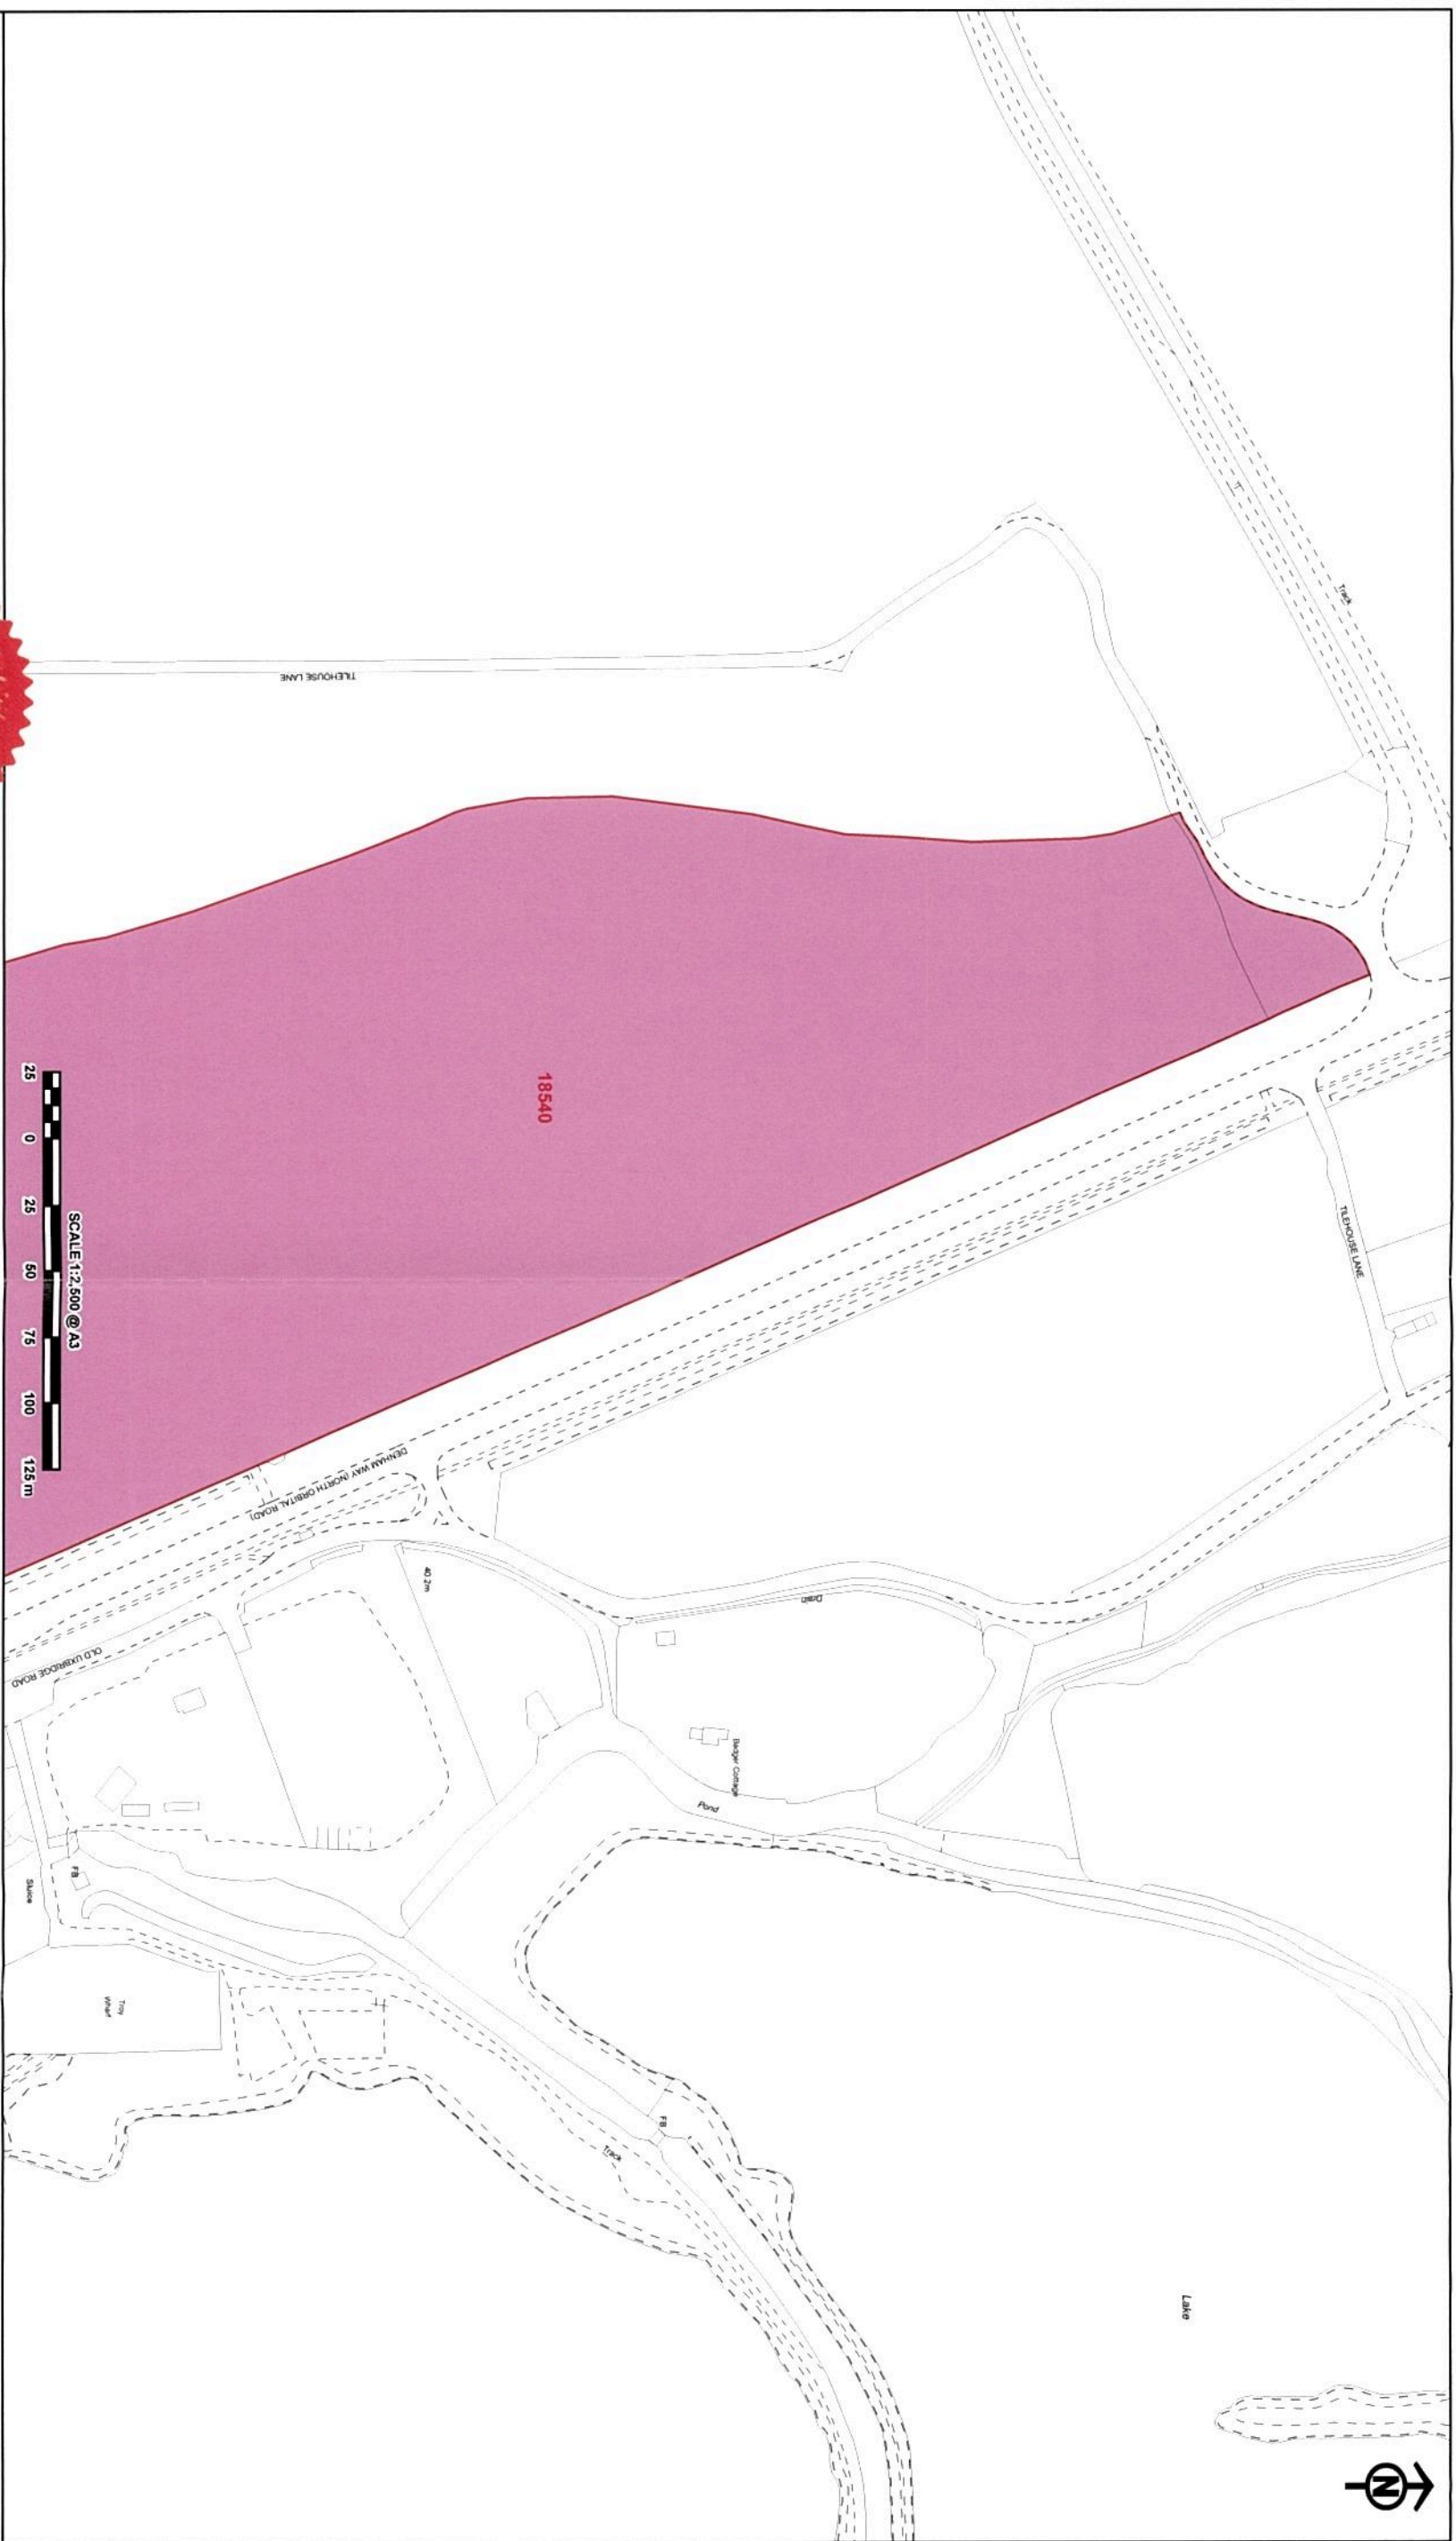 Track
TILEHOUSE LANE
TILEHOUSE LANE
18540
DENHAM WAY (NORTH ORBITAL ROAD)
OLD UXBRIDGE ROAD
40.2m
Drain
Badger Cottage
Pond
FB
Sluice
Troy
Wharf
FB
Track
Lake
N
SCALE 1:2,500 @ A3
25 0 25 50 75 100 125 m